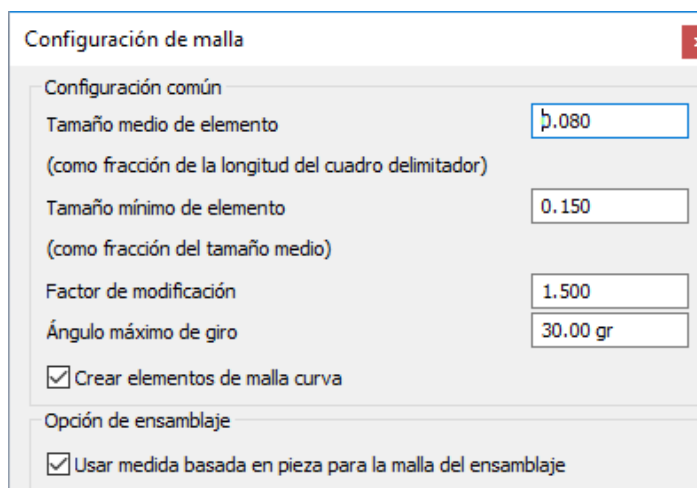 Configuración de malla
Configuración común
Tamaño medio de elemento 0.080
(como fracción de la longitud del cuadro delimitador)
Tamaño mínimo de elemento 0.150
(como fracción del tamaño medio)
Factor de modificación 1.500
Ángulo máximo de giro 30.00 gr
Crear elementos de malla curva
Opción de ensamblaje
Usar medida basada en pieza para la malla del ensamblaje